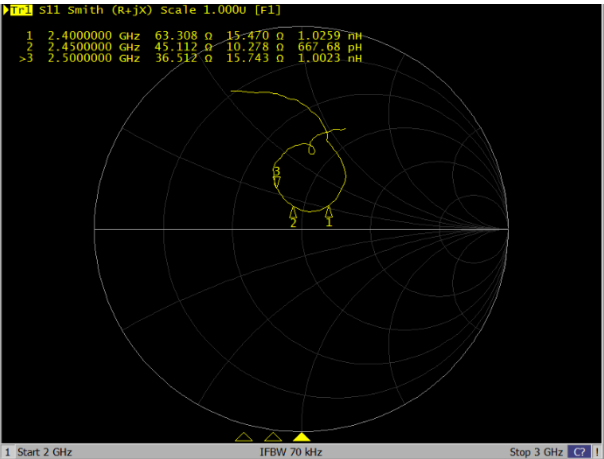 Tr1 S11 Smith (R+jX) Scale 1.000U [F1]
1 2.4000000 GHz 63.308 Ω 15.470 Ω 1.0259 nH
2 2.4500000 GHz 45.112 Ω 10.278 Ω 667.68 pH
>3 2.5000000 GHz 36.512 Ω 15.743 Ω 1.0023 nH
3
2 1
1 Start 2 GHz IFBW 70 kHz Stop 3 GHz C? !